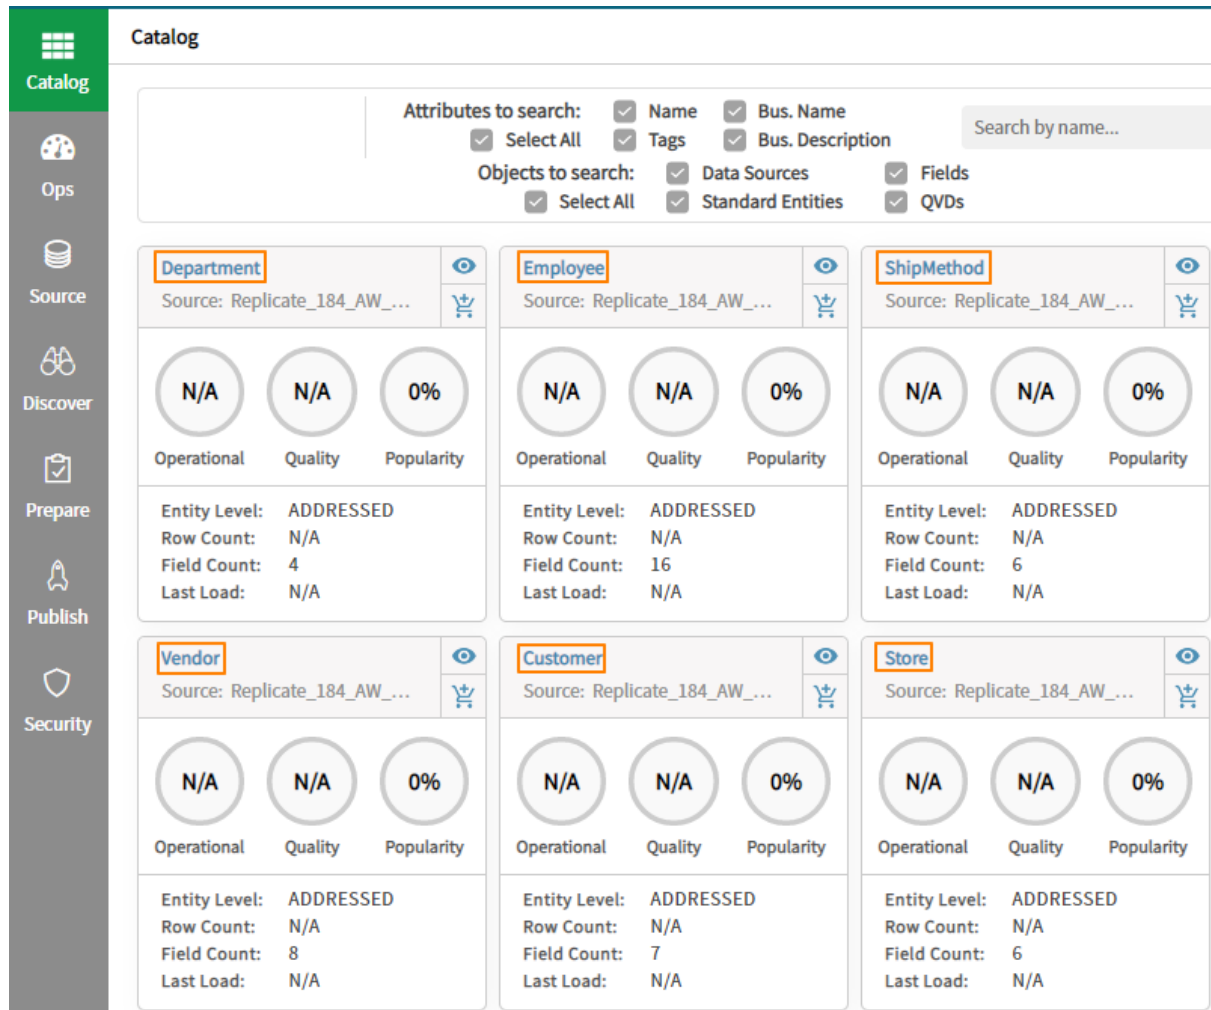 Catalog
Catalog
Ops
Source
Discover
Prepare
Publish
Security
Attributes to search: Name Bus. Name
Select All Tags Bus. Description
Search by name...
Objects to search: Data Sources Fields
Select All Standard Entities QVDs
Department
Source: Replicate_184_AW_...
N/A N/A 0%
Operational Quality Popularity
Entity Level: ADDRESSED
Row Count: N/A
Field Count: 4
Last Load: N/A
Employee
Source: Replicate_184_AW_...
N/A N/A 0%
Operational Quality Popularity
Entity Level: ADDRESSED
Row Count: N/A
Field Count: 16
Last Load: N/A
ShipMethod
Source: Replicate_184_AW_...
N/A N/A 0%
Operational Quality Popularity
Entity Level: ADDRESSED
Row Count: N/A
Field Count: 6
Last Load: N/A
Vendor
Source: Replicate_184_AW_...
N/A N/A 0%
Operational Quality Popularity
Entity Level: ADDRESSED
Row Count: N/A
Field Count: 8
Last Load: N/A
Customer
Source: Replicate_184_AW_...
N/A N/A 0%
Operational Quality Popularity
Entity Level: ADDRESSED
Row Count: N/A
Field Count: 7
Last Load: N/A
Store
Source: Replicate_184_AW_...
N/A N/A 0%
Operational Quality Popularity
Entity Level: ADDRESSED
Row Count: N/A
Field Count: 6
Last Load: N/A